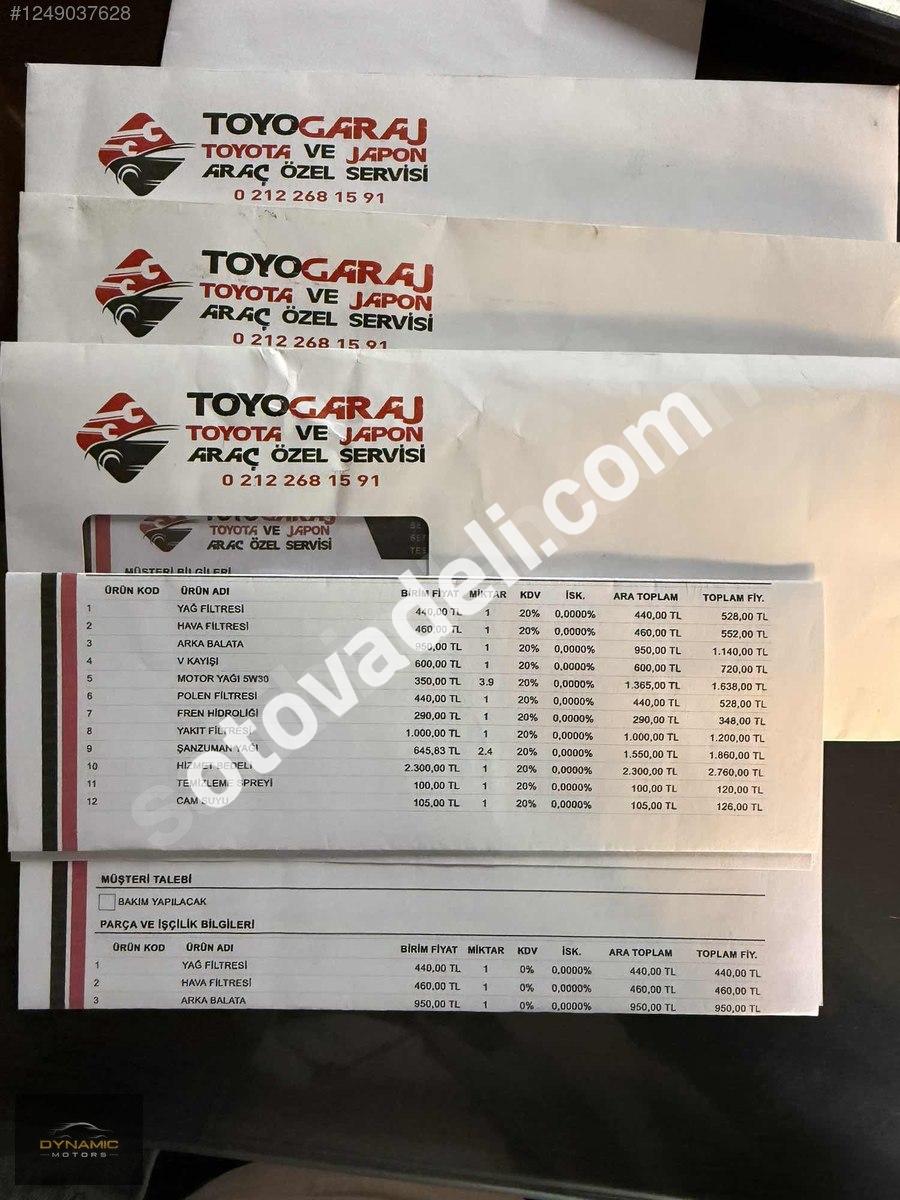 #1249037628
TOYOGARAJ
TOYOTA VE JAPON
ARAÇ ÖZEL SERVİSİ
0 212 268 15 91
TOYOGARAJ
TOYOTA VE JAPON
ARAÇ ÖZEL SERVİSİ
0 212 268 15 91
TOYOGARAJ
TOYOTA VE JAPON
ARAÇ ÖZEL SERVİSİ
0 212 268 15 91
TOYOGARAJ
TOYOTA VE JAPON
ARAÇ ÖZEL SERVİSİ
MÜŞTERİ BİLGİLERİ
sotovadeli.com
ÜRÜN KOD ÜRÜN ADI BİRİM FİYAT MİKTAR KDV İSK. ARA TOPLAM TOPLAM FİY.
1 YAĞ FİLTRESİ 440,00 TL 1 20% 0,0000% 440,00 TL 528,00 TL
2 HAVA FİLTRESİ 460,00 TL 1 20% 0,0000% 460,00 TL 552,00 TL
3 ARKA BALATA 950,00 TL 1 20% 0,0000% 950,00 TL 1.140,00 TL
4 V KAYIŞI 600,00 TL 1 20% 0,0000% 600,00 TL 720,00 TL
5 MOTOR YAĞI 5W30 350,00 TL 3.9 20% 0,0000% 1.365,00 TL 1.638,00 TL
6 POLEN FİLTRESİ 440,00 TL 1 20% 0,0000% 440,00 TL 528,00 TL
7 FREN HİDROLİĞİ 290,00 TL 1 20% 0,0000% 290,00 TL 348,00 TL
8 YAKIT FİLTRESİ 1.000,00 TL 1 20% 0,0000% 1.000,00 TL 1.200,00 TL
9 ŞANZUMAN YAĞI 645,83 TL 2.4 20% 0,0000% 1.550,00 TL 1.860,00 TL
10 HİZMET BEDELİ 2.300,00 TL 1 20% 0,0000% 2.300,00 TL 2.760,00 TL
11 TEMİZLEME SPREYİ 100,00 TL 1 20% 0,0000% 100,00 TL 120,00 TL
12 CAM SUYU 105,00 TL 1 20% 0,0000% 105,00 TL 126,00 TL
MÜŞTERİ TALEBİ
BAKIM YAPILACAK
PARÇA VE İŞÇİLİK BİLGİLERİ
ÜRÜN KOD ÜRÜN ADI BİRİM FİYAT MİKTAR KDV İSK. ARA TOPLAM TOPLAM FİY.
1 YAĞ FİLTRESİ 440,00 TL 1 0% 0,0000% 440,00 TL 440,00 TL
2 HAVA FİLTRESİ 460,00 TL 1 0% 0,0000% 460,00 TL 460,00 TL
3 ARKA BALATA 950,00 TL 1 0% 0,0000% 950,00 TL 950,00 TL
DYNAMIC
MOTORS